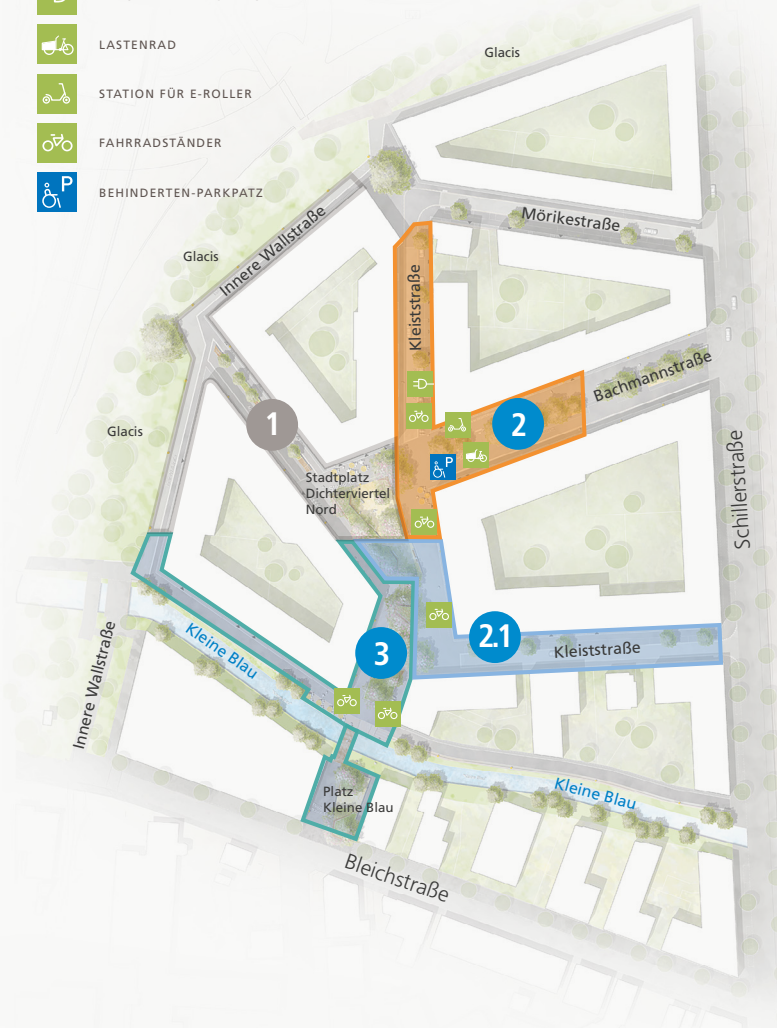 LASTENRAD
STATION FÜR E-ROLLER
FAHRRADSTÄNDER
P
BEHINDERTEN-PARKPATZ
Glacis
Mörikestraße
Innere Wallstraße
Glacis
Kleiststraße
Bachmannstraße
1
2
Glacis
P
Stadtplatz
Dichterviertel
Nord
Schillerstraße
Kleine Blau
3
2.1
Kleiststraße
Innere Wallstraße
Platz
Kleine Blau
Kleine Blau
Bleichstraße